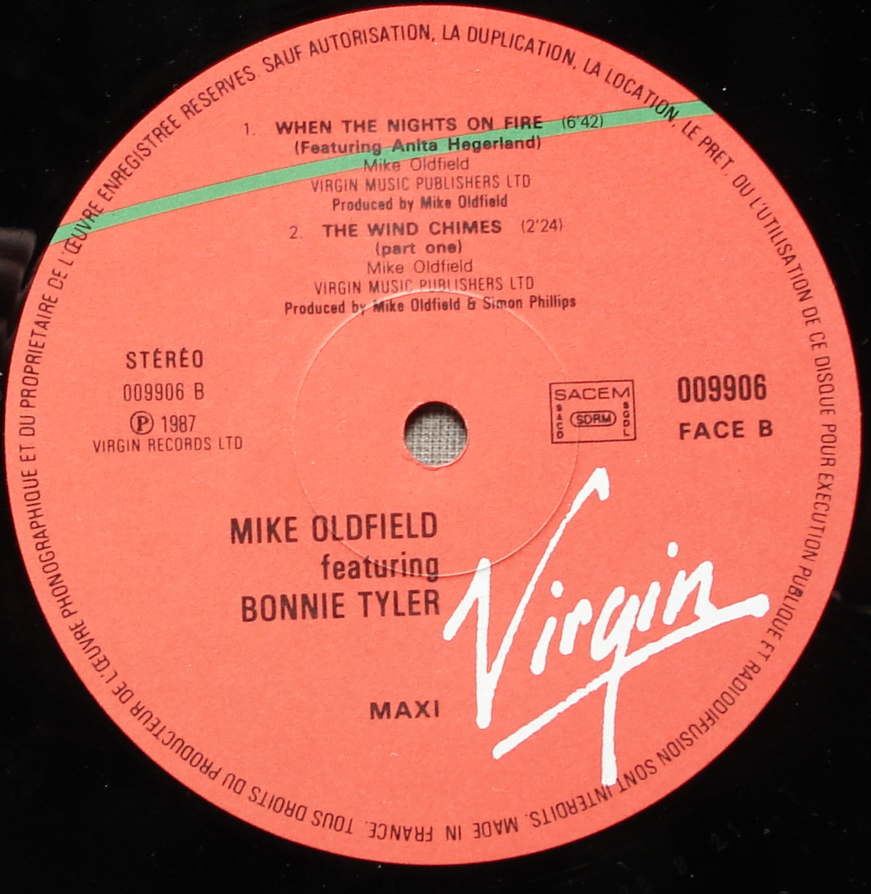 TOUS DROITS DU PRODUCTEUR DE L'ŒUVRE PHONOGRAPHIQUE ET DU PROPRIETAIRE DE L'ŒUVRE ENREGISTREE RESERVES. SAUF AUTORISATION, LA DUPLICATION, LA LOCATION, LE PRET, OU L'UTILISATION DE CE DISQUE POUR EXECUTION PUBLIQUE ET RADIODIFFUSION SONT INTERDITS. MADE IN FRANCE.
1. WHEN THE NIGHTS ON FIRE (6'42)
(Featuring Anita Hegerland)
Mike Oldfield
VIRGIN MUSIC PUBLISHERS LTD
Produced by Mike Oldfield
2. THE WIND CHIMES (2'24)
(part one)
Mike Oldfield
VIRGIN MUSIC PUBLISHERS LTD
Produced by Mike Oldfield & Simon Phillips
STÉRÉO
009906 B
Ⓟ 1987
VIRGIN RECORDS LTD
SACEM
SACD SDRM SGDL
009906
FACE B
MIKE OLDFIELD
featuring
BONNIE TYLER
Virgin
MAXI